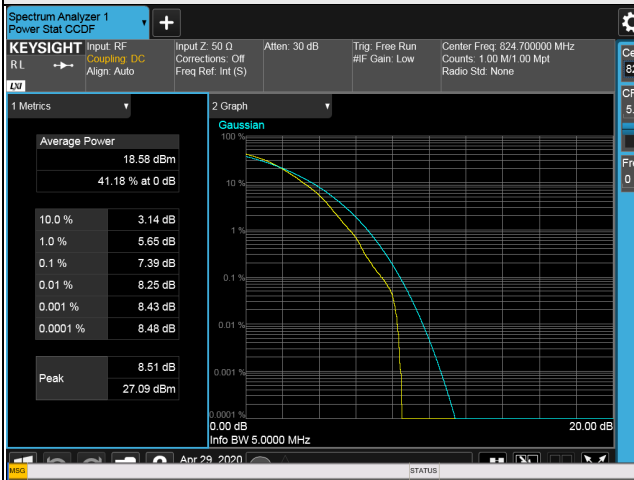 Spectrum Analyzer 1
Power Stat CCDF
KEYSIGHT
RL
LXI
Input: RF
Coupling: DC
Align: Auto
Input Z: 50 Ω
Corrections: Off
Freq Ref: Int (S)
Atten: 30 dB
Trig: Free Run
#IF Gain: Low
Center Freq: 824.700000 MHz
Counts: 1.00 M/1.00 Mpt
Radio Std: None
1 Metrics
Average Power
18.58 dBm
41.18 % at 0 dB
10.0 % 3.14 dB
1.0 % 5.65 dB
0.1 % 7.39 dB
0.01 % 8.25 dB
0.001 % 8.43 dB
0.0001 % 8.48 dB
Peak
8.51 dB
27.09 dBm
2 Graph
Gaussian
100 %
10 %
1 %
0.1 %
0.01 %
0.001 %
0.0001 %
0.00 dB 20.00 dB
Info BW 5.0000 MHz
Apr 29, 2020
MSG
STATUS